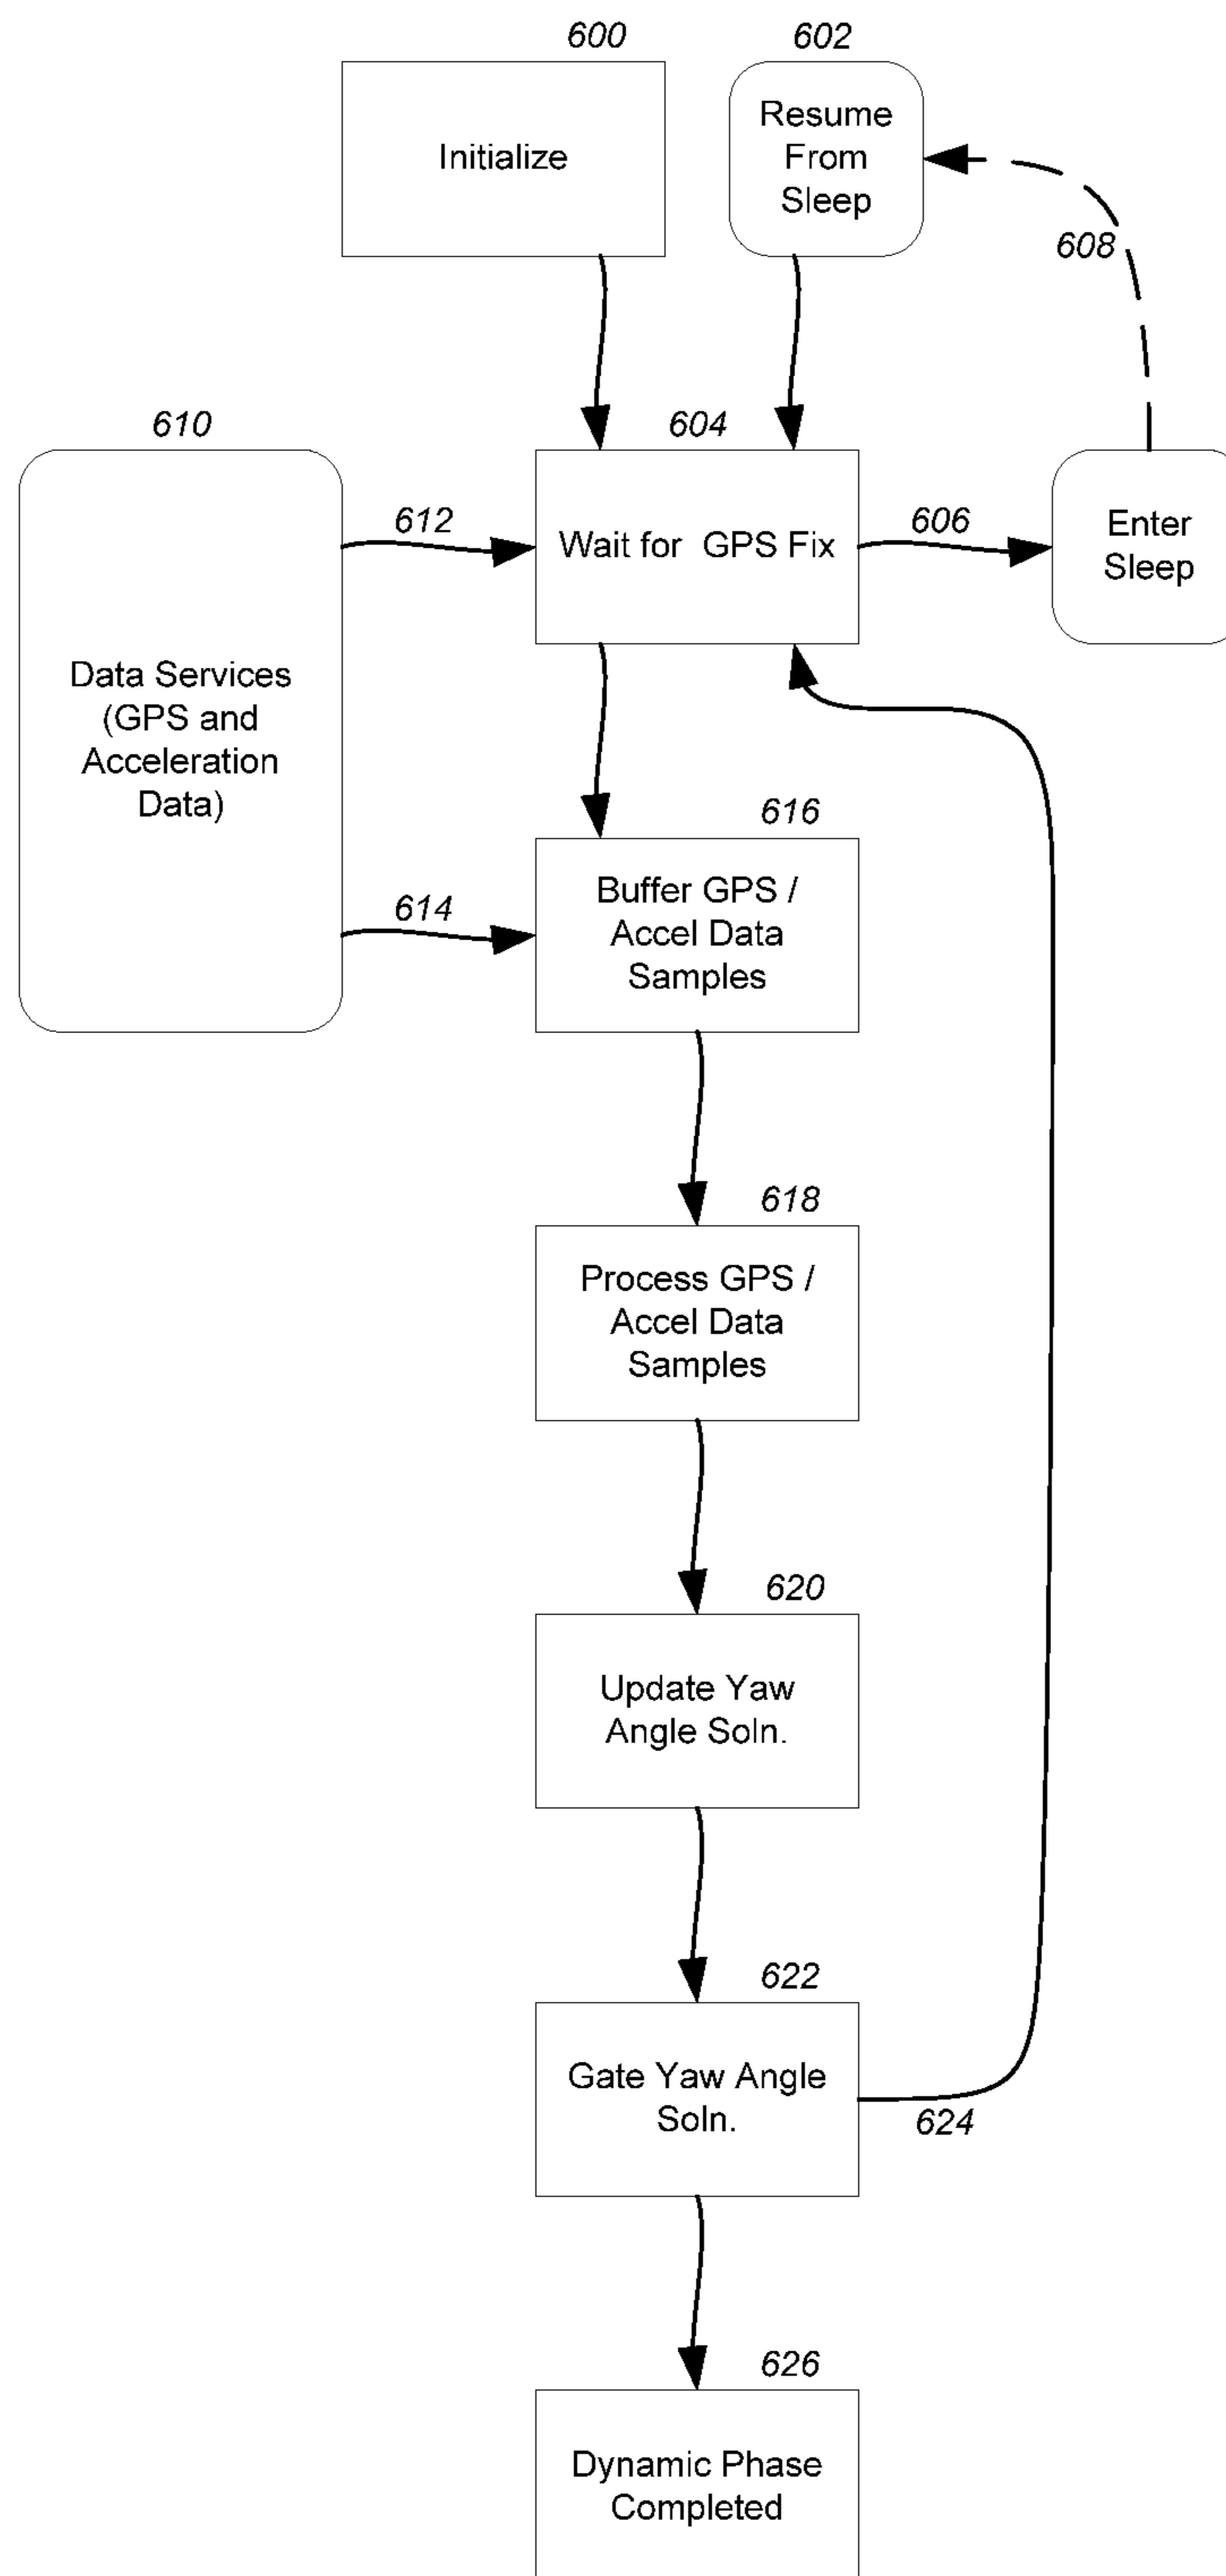 600
602
Initialize
Resume
From
Sleep
608
610
604
612
606
Wait for GPS Fix
Enter
Sleep
Data Services
(GPS and
Acceleration
Data)
616
614
Buffer GPS /
Accel Data
Samples
618
Process GPS /
Accel Data
Samples
620
Update Yaw
Angle Soln.
622
Gate Yaw Angle
Soln.
624
626
Dynamic Phase
Completed